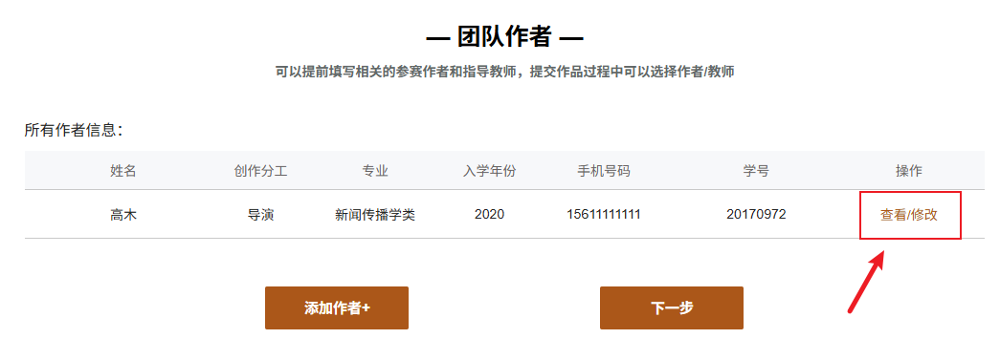 — 团队作者 —
可以提前填写相关的参赛作者和指导教师，提交作品过程中可以选择作者/教师
所有作者信息：
姓名 创作分工 专业 入学年份 手机号码 学号 操作
高木 导演 新闻传播学类 2020 15611111111 20170972 查看/修改
添加作者+ 下一步